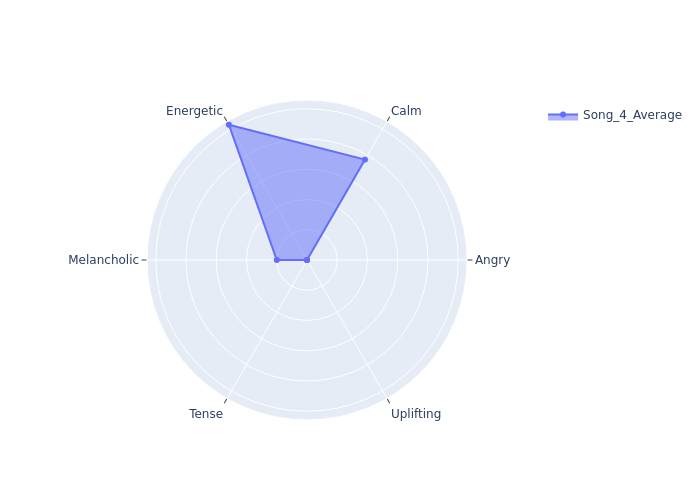 Energetic
Calm
Song_4_Average
Melancholic
Angry
Tense
Uplifting